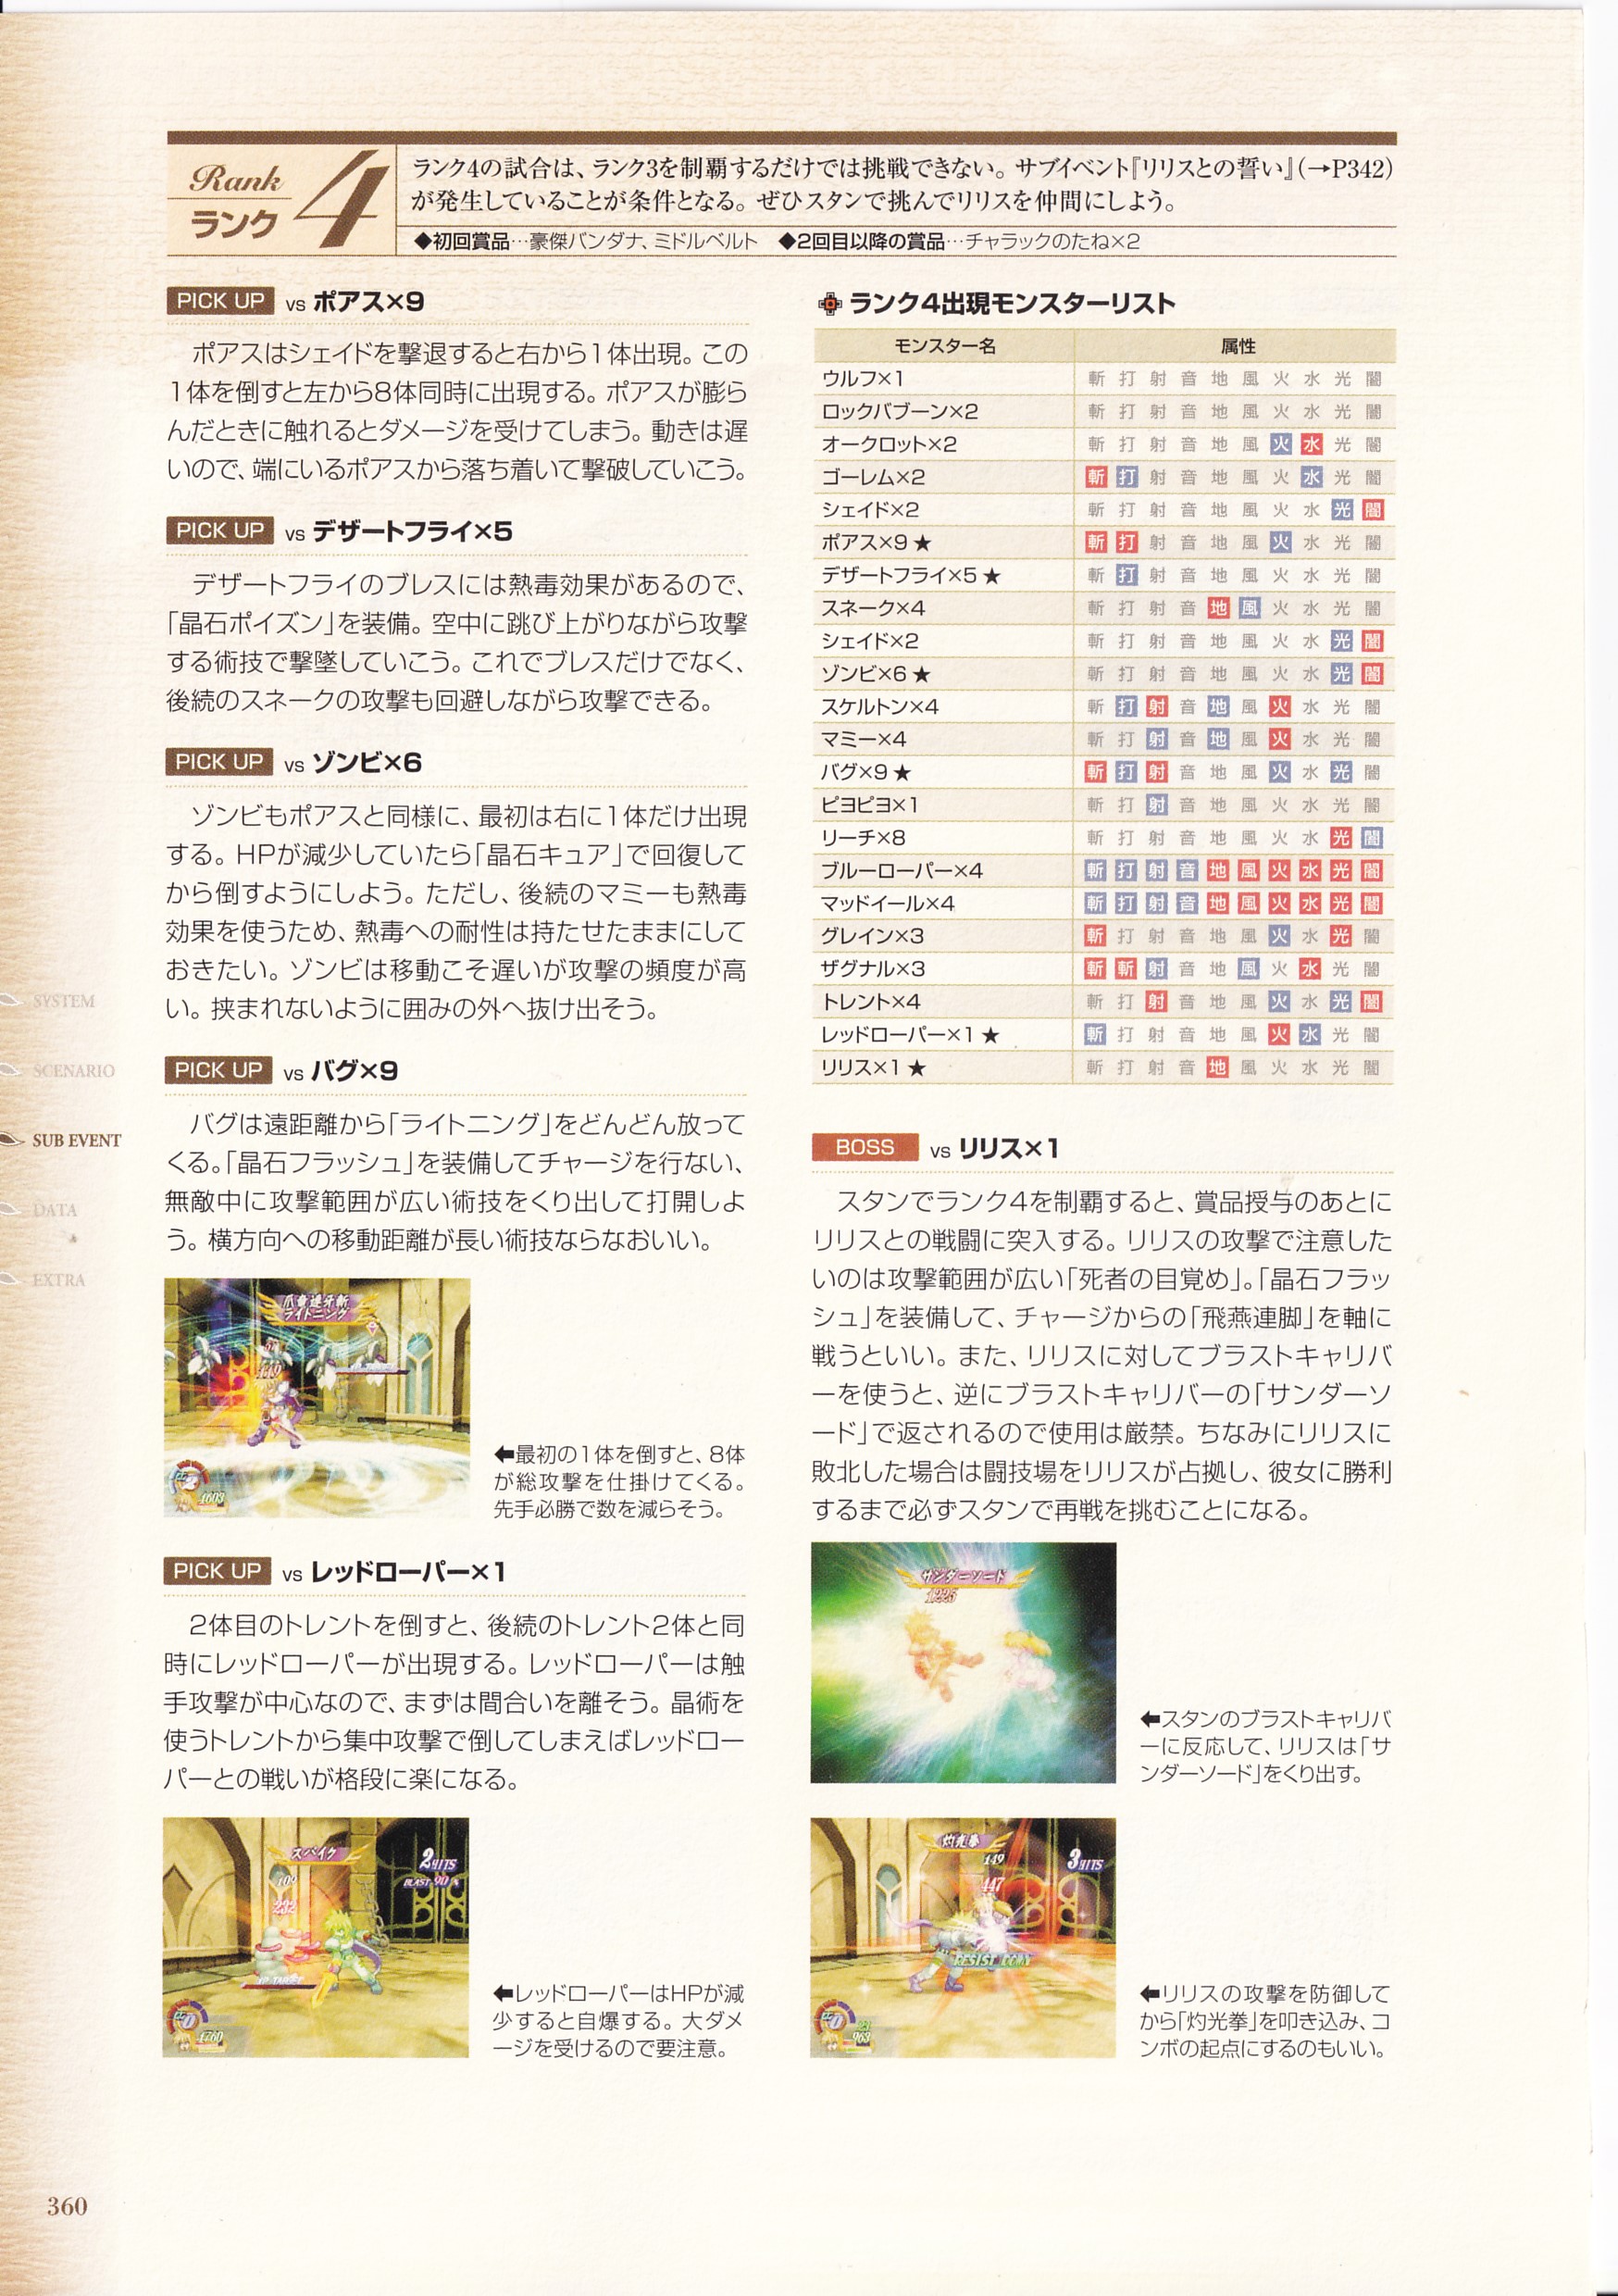 Rank
ランク
4
ランク4の試合は、ランク3を制覇するだけでは挑戦できない。サブイベント『リリスとの誓い』(→P342)
が発生していることが条件となる。ぜひスタンで挑んでリリスを仲間にしよう。
◆初回賞品…豪傑バンダナ、ミドルベルト ◆2回目以降の賞品…チャラックのたね×2
PICK UP vs ポアス×9
ポアスはシェイドを撃退すると右から1体出現。この
1体を倒すと左から8体同時に出現する。ポアスが膨ら
んだときに触れるとダメージを受けてしまう。動きは遅
いので、端にいるポアスから落ち着いて撃破していこう。
PICK UP vs デザートフライ×5
デザートフライのブレスには熱毒効果があるので、
「晶石ポイズン」を装備。空中に跳び上がりながら攻撃
する術技で撃墜していこう。これでブレスだけでなく、
後続のスネークの攻撃も回避しながら攻撃できる。
PICK UP vs ゾンビ×6
ゾンビもポアスと同様に、最初は右に1体だけ出現
する。HPが減少していたら「晶石キュア」で回復して
から倒すようにしよう。ただし、後続のマミーも熱毒
効果を使うため、熱毒への耐性は持たせたままにして
おきたい。ゾンビは移動こそ遅いが攻撃の頻度が高
い。挟まれないように囲みの外へ抜け出そう。
PICK UP vs バグ×9
バグは遠距離から「ライトニング」をどんどん放って
くる。「晶石フラッシュ」を装備してチャージを行ない、
無敵中に攻撃範囲が広い術技をくり出して打開しよ
う。横方向への移動距離が長い術技ならなおいい。
ライトニング
1603
←最初の1体を倒すと、8体
が総攻撃を仕掛けてくる。
先手必勝で数を減らそう。
PICK UP vs レッドローパー×1
2体目のトレントを倒すと、後続のトレント2体と同
時にレッドローパーが出現する。レッドローパーは触
手攻撃が中心なので、まずは間合いを離そう。晶術を
使うトレントから集中攻撃で倒してしまえばレッドロー
パーとの戦いが格段に楽になる。
スパイク
2HITS
BLAST 90%
109
232
HP TARGET
1760
←レッドローパーはHPが減
少すると自爆する。大ダメ
ージを受けるので要注意。
ランク4出現モンスターリスト
モンスター名 属性
ウルフ×1 斬 打 射 音 地 風 火 水 光 闇
ロックバブーン×2 斬 打 射 音 地 風 火 水 光 闇
オークロット×2 斬 打 射 音 地 風 火 水 光 闇
ゴーレム×2 斬 打 射 音 地 風 火 水 光 闇
シェイド×2 斬 打 射 音 地 風 火 水 光 闇
ポアス×9★ 斬 打 射 音 地 風 火 水 光 闇
デザートフライ×5★ 斬 打 射 音 地 風 火 水 光 闇
スネーク×4 斬 打 射 音 地 風 火 水 光 闇
シェイド×2 斬 打 射 音 地 風 火 水 光 闇
ゾンビ×6★ 斬 打 射 音 地 風 火 水 光 闇
スケルトン×4 斬 打 射 音 地 風 火 水 光 闇
マミー×4 斬 打 射 音 地 風 火 水 光 闇
バグ×9★ 斬 打 射 音 地 風 火 水 光 闇
ピヨピヨ×1 斬 打 射 音 地 風 火 水 光 闇
リーチ×8 斬 打 射 音 地 風 火 水 光 闇
ブルーローパー×4 斬 打 射 音 地 風 火 水 光 闇
マッドイール×4 斬 打 射 音 地 風 火 水 光 闇
グレイン×3 斬 打 射 音 地 風 火 水 光 闇
ザグナル×3 斬 斬 射 音 地 風 火 水 光 闇
トレント×4 斬 打 射 音 地 風 火 水 光 闇
レッドローパー×1★ 斬 打 射 音 地 風 火 水 光 闇
リリス×1★ 斬 打 射 音 地 風 火 水 光 闇
BOSS vs リリス×1
スタンでランク4を制覇すると、賞品授与のあとに
リリスとの戦闘に突入する。リリスの攻撃で注意した
いのは攻撃範囲が広い「死者の目覚め」。「晶石フラッ
シュ」を装備して、チャージからの「飛燕連脚」を軸に
戦うといい。また、リリスに対してブラストキャリバ
ーを使うと、逆にブラストキャリバーの「サンダーソ
ード」で返されるので使用は厳禁。ちなみにリリスに
敗北した場合は闘技場をリリスが占拠し、彼女に勝利
するまで必ずスタンで再戦を挑むことになる。
サンダーソード
1225
←スタンのブラストキャリバ
ーに反応して、リリスは「サ
ンダーソード」をくり出す。
灼光拳
149
3HITS
447
RESIST DOWN
963
←リリスの攻撃を防御して
から「灼光拳」を叩き込み、コ
ンボの起点にするのもいい。
SYSTEM
SCENARIO
SUB EVENT
DATA
EXTRA
360